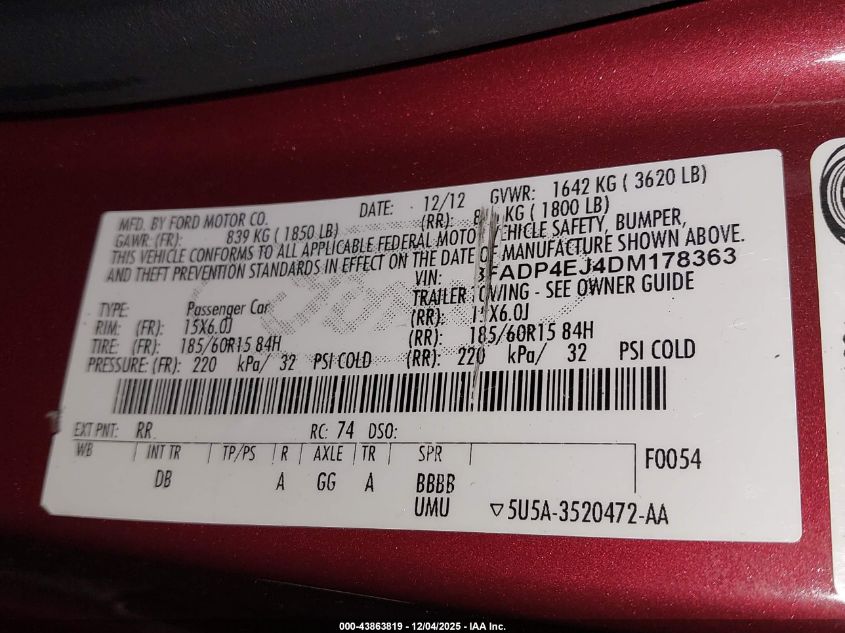 MFD. BY FORD MOTOR CO.
DATE: 12/12
GVWR: 1642 KG ( 3620 LB)
GAWR: (FR): 839 KG ( 1850 LB)
(RR): KG ( 1800 LB)
THIS VEHICLE CONFORMS TO ALL APPLICABLE FEDERAL MOTOR VEHICLE SAFETY, BUMPER,
AND THEFT PREVENTION STANDARDS IN EFFECT ON THE DATE OF MANUFACTURE SHOWN ABOVE.
VIN: 3FADP4EJ4DM178363
TYPE: Passenger Car
TRAILER TOWING - SEE OWNER GUIDE
RIM: (FR): 15X6.0J (RR): 15X6.0J
TIRE: (FR): 185/60R15 84H (RR): 185/60R15 84H
PRESSURE: (FR): 220 kPa/ 32 PSI COLD (RR): 220 kPa/ 32 PSI COLD
EXT PNT: RR RC: 74 DSO:
WB INT TR TP/PS R AXLE TR SPR
F0054
DB A GG A BBBB
UMU
5U5A-3520472-AA
000-43863819 - 12/04/2025 - IAA Inc.